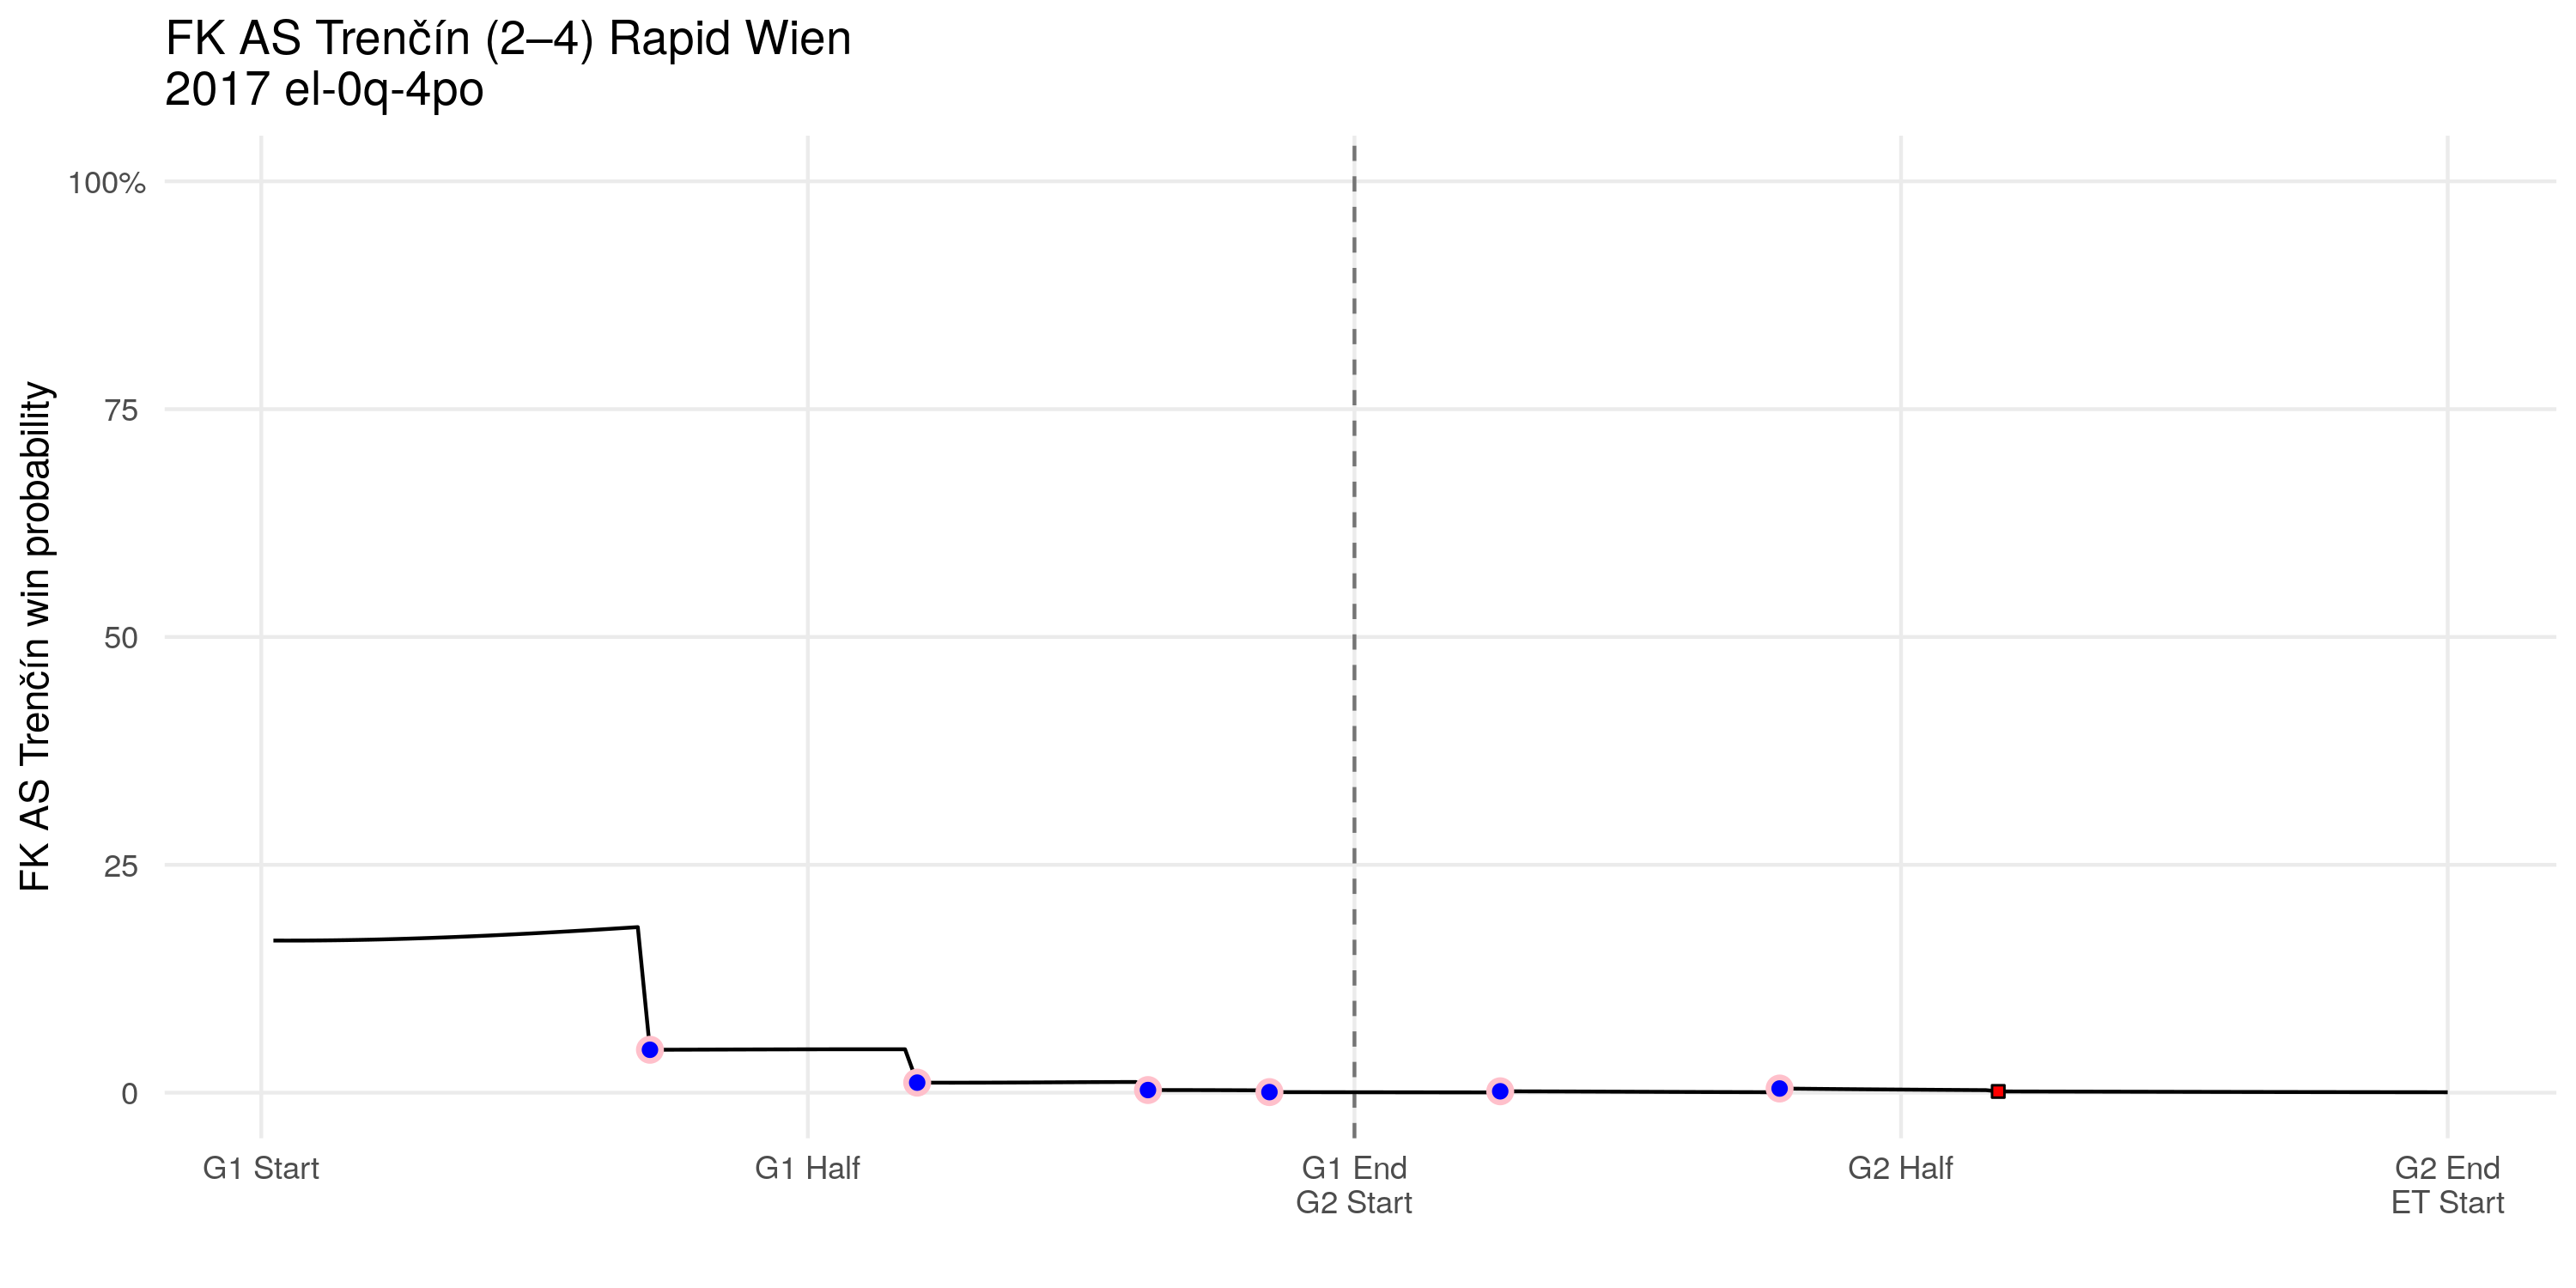 FK AS Trenčín (2–4) Rapid Wien
2017 el-0q-4po
FK AS Trenčín win probability
100%
75
50
25
0
G1 Start
G1 Half
G1 End
G2 Start
G2 Half
G2 End
ET Start